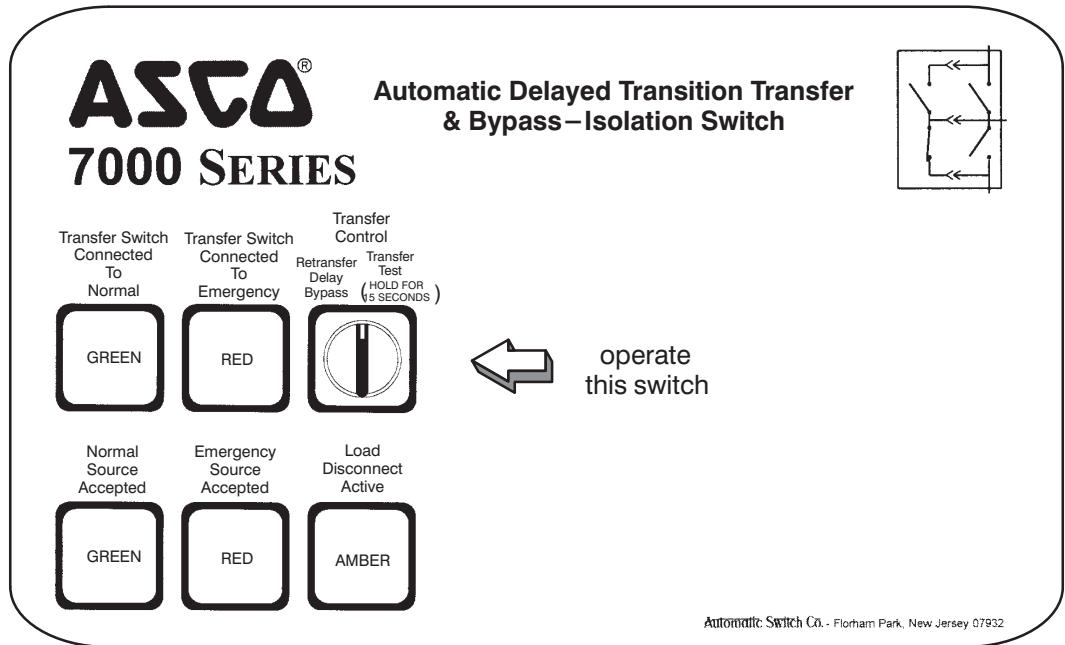 ASCO®
7000 SERIES
Automatic Delayed Transition Transfer
& Bypass–Isolation Switch
Transfer Switch
Connected
To
Normal
Transfer Switch
Connected
To
Emergency
Transfer
Control
Retransfer
Delay
Bypass
Transfer
Test
(HOLD FOR
15 SECONDS)
GREEN
RED
operate
this switch
Normal
Source
Accepted
Emergency
Source
Accepted
Load
Disconnect
Active
GREEN
RED
AMBER
Automatic Switch Co. - Florham Park, New Jersey 07932